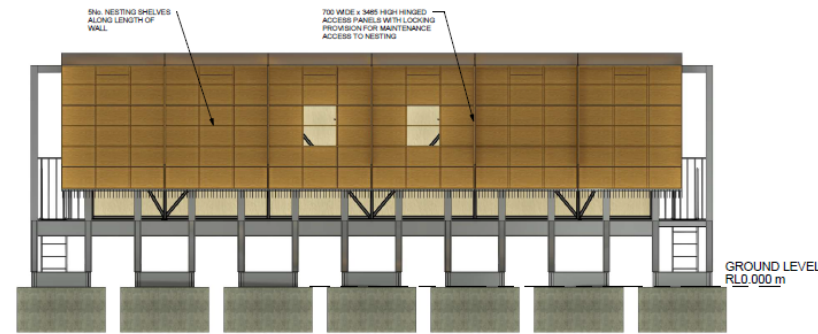 5No. NESTING SHELVES
ALONG LENGTH OF
WALL
700 WIDE x 3465 HIGH HINGED
ACCESS PANELS WITH LOCKING
PROVISION FOR MAINTENANCE
ACCESS TO NESTING
GROUND LEVEL
RL0.000 m